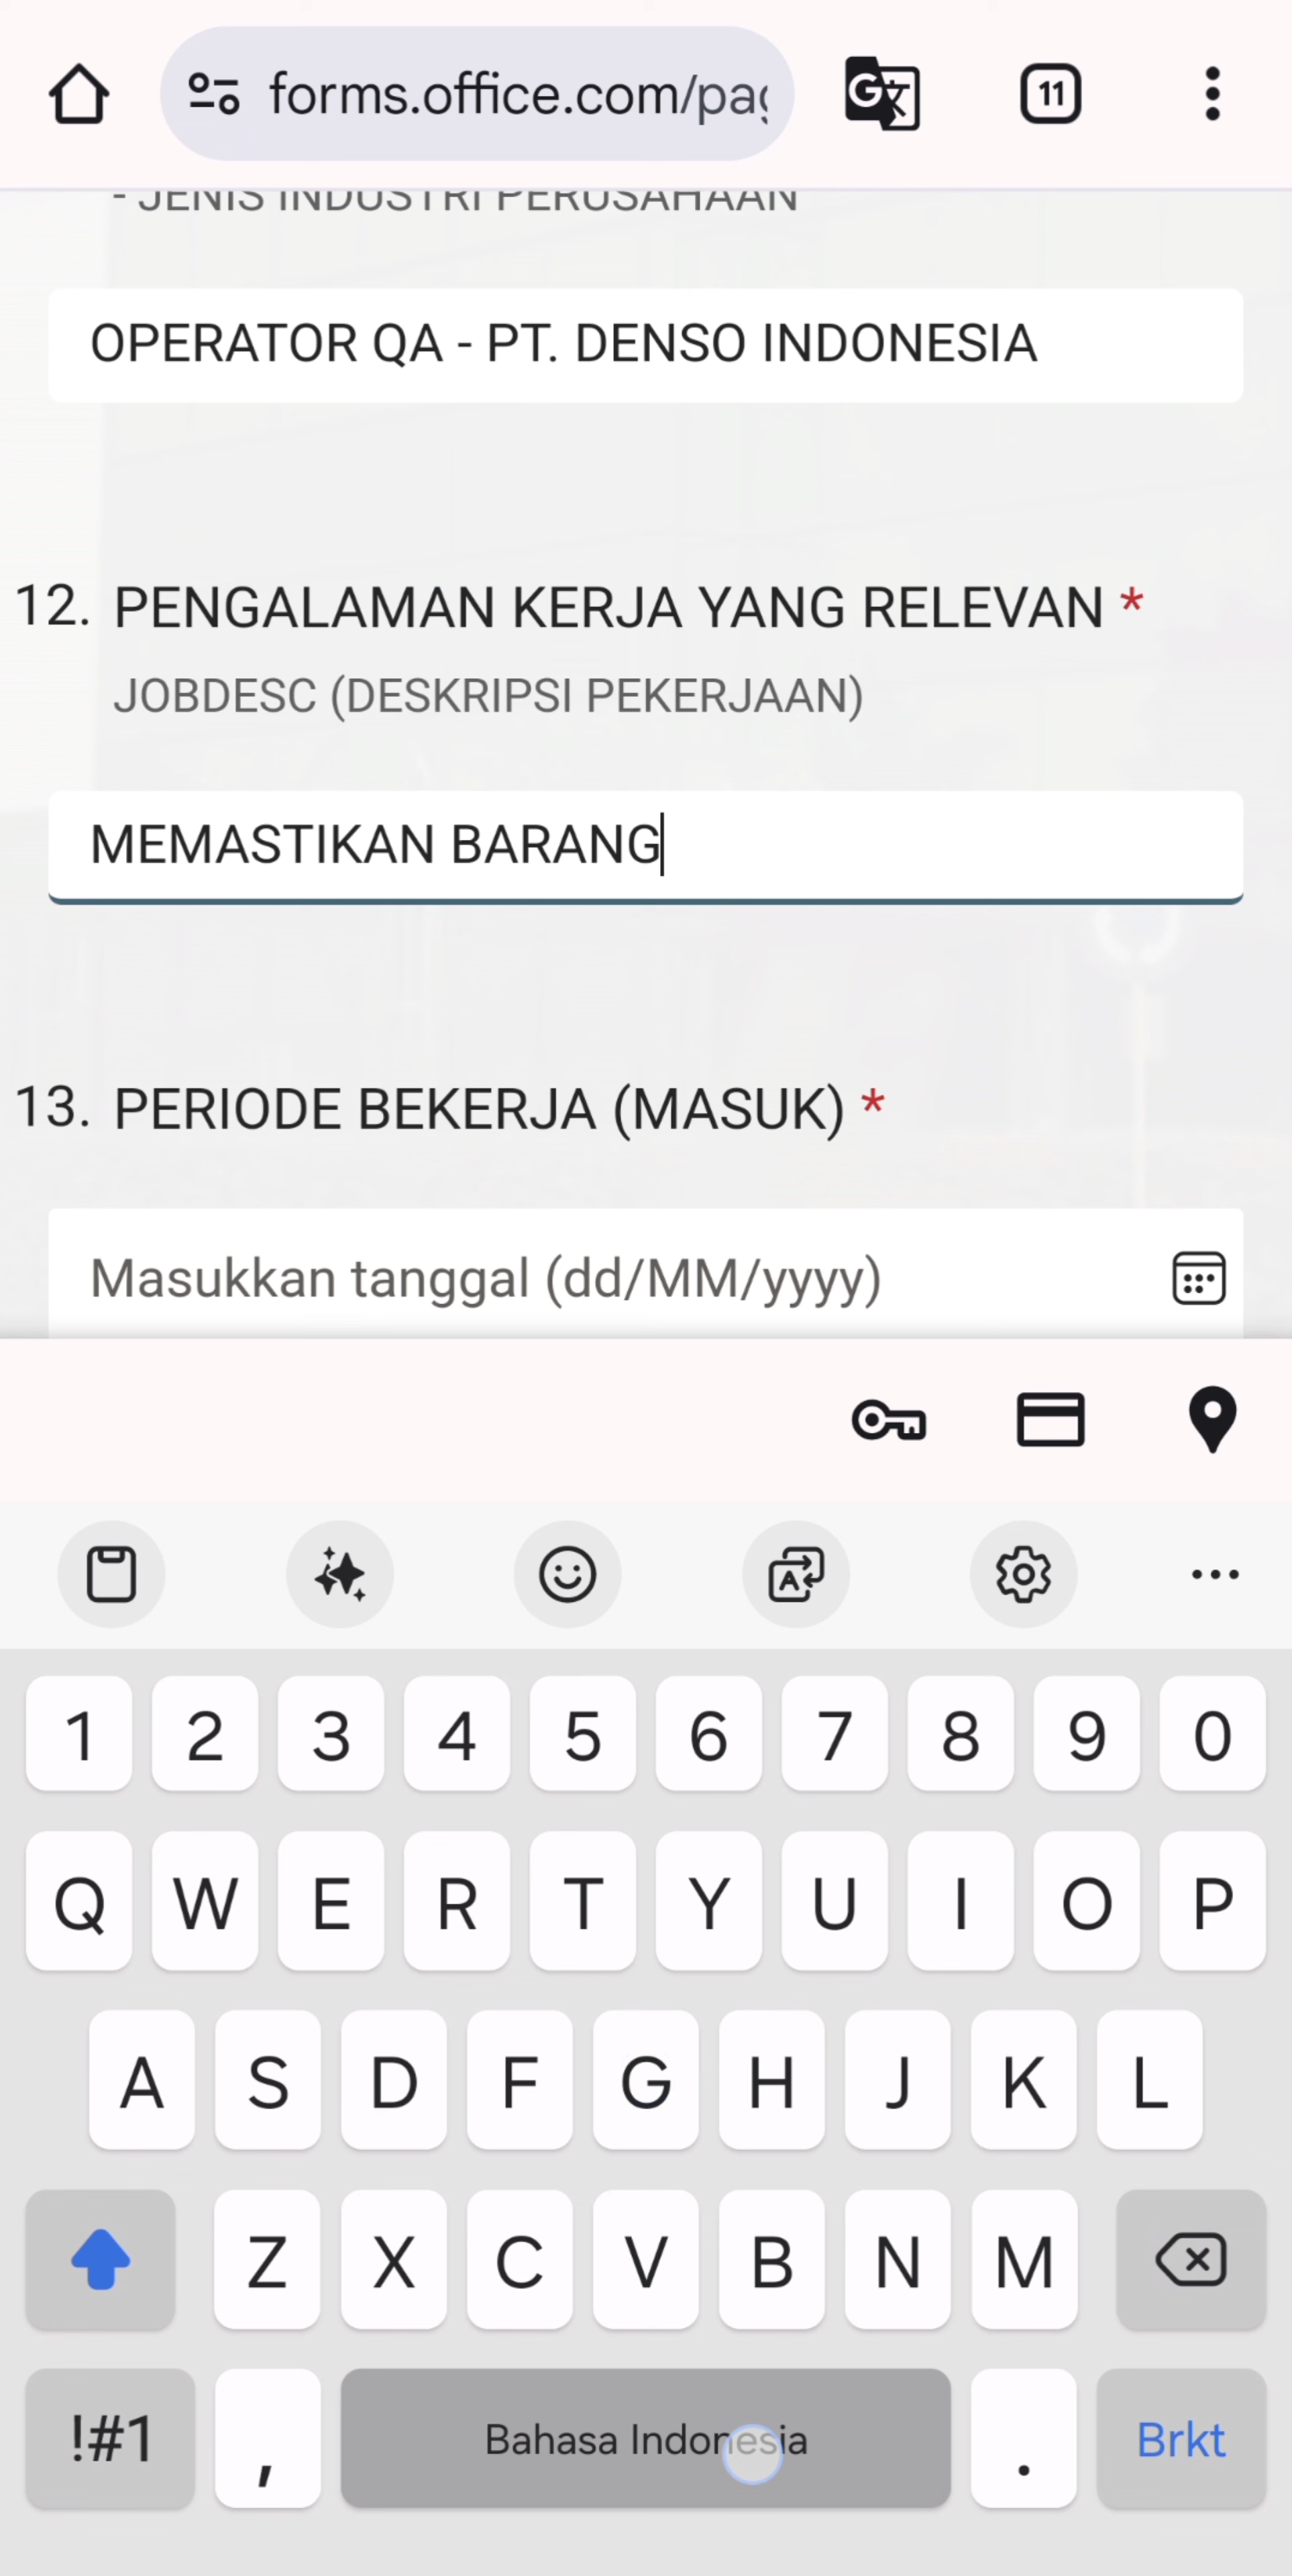 forms.office.com/pag
11
- JENIS INDUSTRI PERUSAHAAN
OPERATOR QA - PT. DENSO INDONESIA
12. PENGALAMAN KERJA YANG RELEVAN *
JOBDESC (DESKRIPSI PEKERJAAN)
MEMASTIKAN BARANG
13. PERIODE BEKERJA (MASUK) *
Masukkan tanggal (dd/MM/yyyy)
1 2 3 4 5 6 7 8 9 0
Q W E R T Y U I O P
A S D F G H J K L
Z X C V B N M
!#1 , Bahasa Indonesia . Brkt